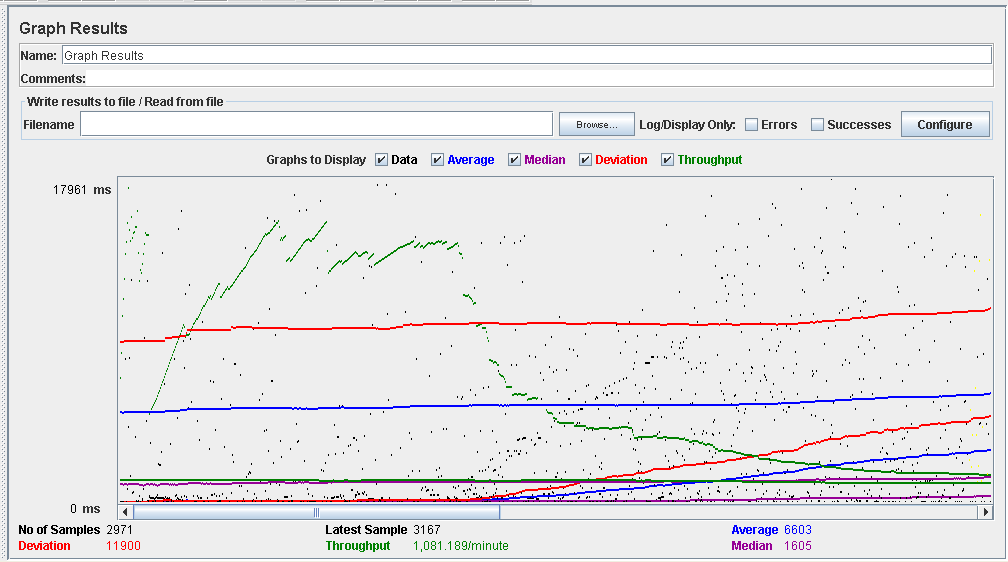 Graph Results
Name: Graph Results
Comments:
Write results to file / Read from file
Filename Browse... Log/Display Only: Errors Successes Configure
Graphs to Display Data Average Median Deviation Throughput
17961 ms
0 ms
No of Samples 2971 Latest Sample 3167 Average 6603
Deviation 11900 Throughput 1,081.189/minute Median 1605